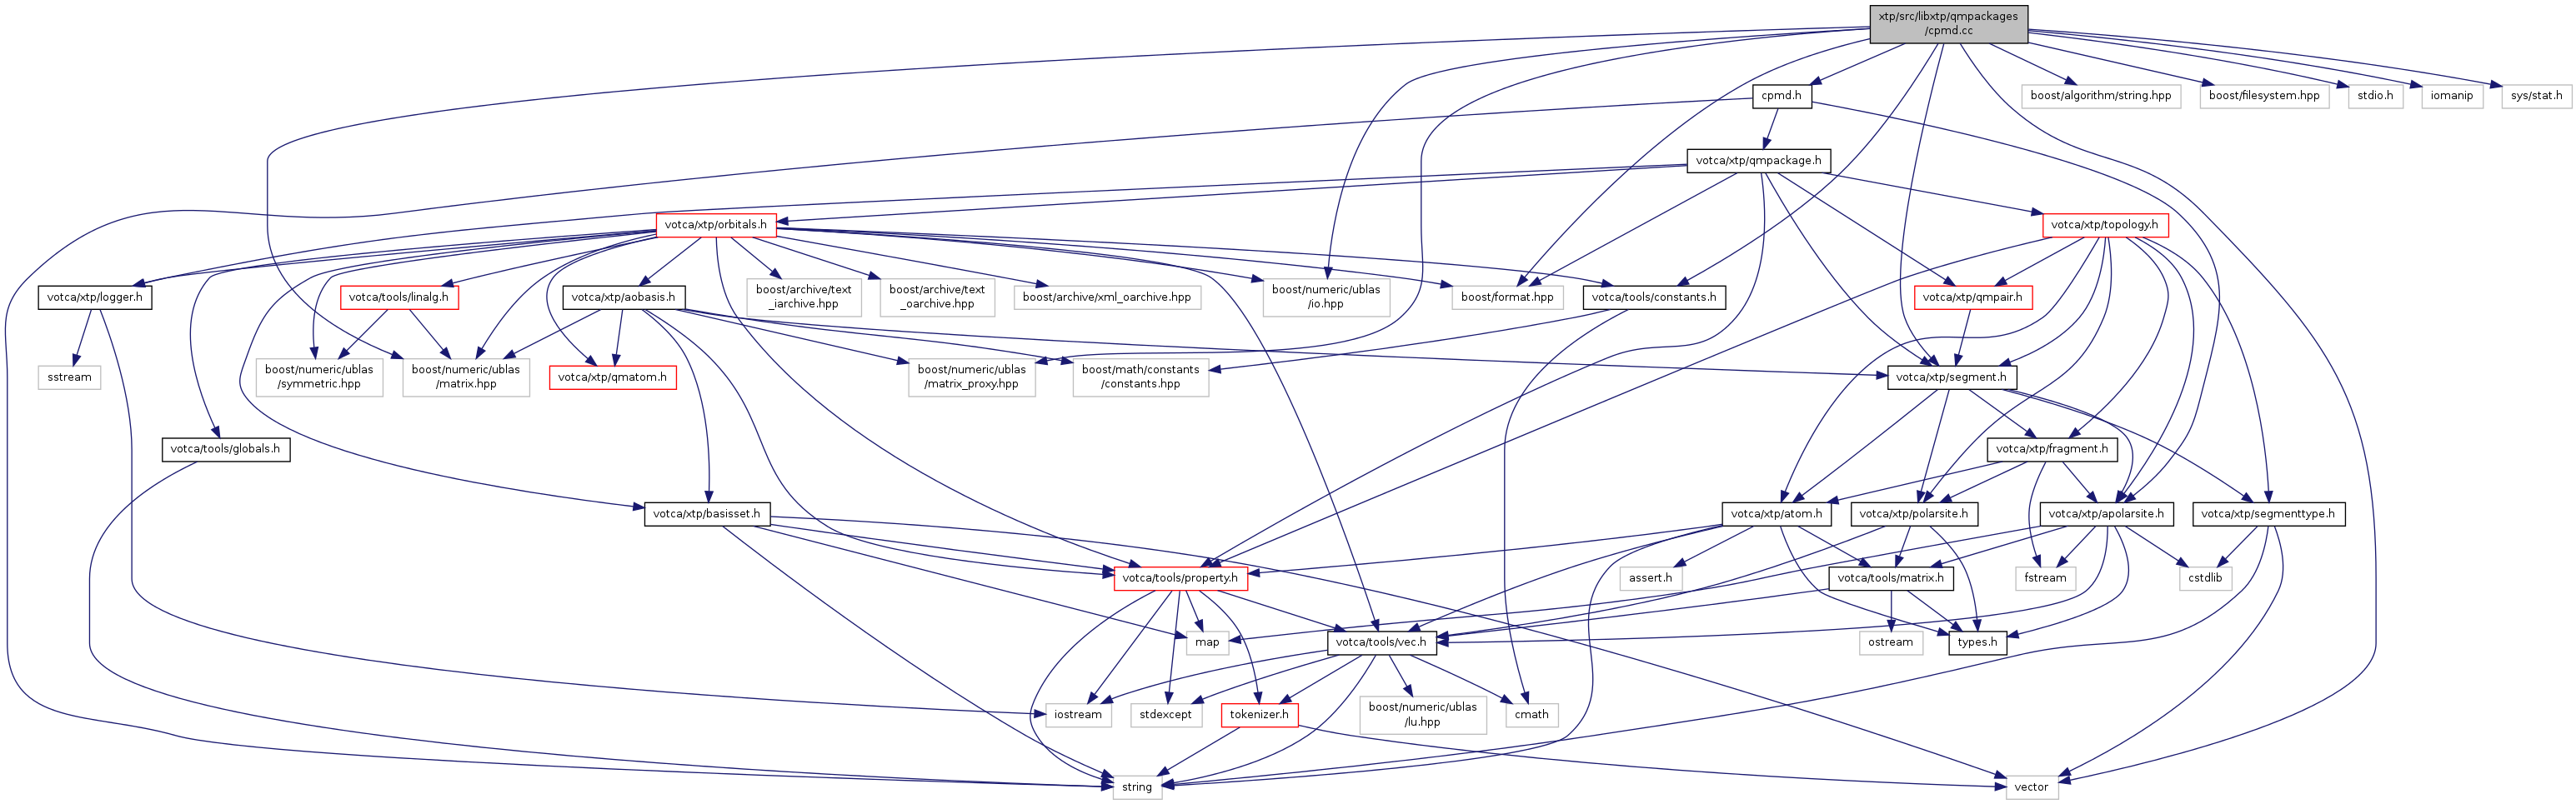 xtp/src/libxtp/qmpackages
/cpmd.cc
cpmd.h
boost/algorithm/string.hpp
boost/filesystem.hpp
stdio.h
iomanip
sys/stat.h
votca/xtp/qmpackage.h
votca/xtp/orbitals.h
votca/xtp/topology.h
votca/xtp/logger.h
votca/tools/linalg.h
votca/xtp/aobasis.h
boost/archive/text
_iarchive.hpp
boost/archive/text
_oarchive.hpp
boost/archive/xml_oarchive.hpp
boost/numeric/ublas
/io.hpp
boost/format.hpp
votca/tools/constants.h
votca/xtp/qmpair.h
sstream
boost/numeric/ublas
/symmetric.hpp
boost/numeric/ublas
/matrix.hpp
votca/xtp/qmatom.h
boost/numeric/ublas
/matrix_proxy.hpp
boost/math/constants
/constants.hpp
votca/xtp/segment.h
votca/tools/globals.h
votca/xtp/fragment.h
votca/xtp/basisset.h
votca/xtp/atom.h
votca/xtp/polarsite.h
votca/xtp/apolarsite.h
votca/xtp/segmenttype.h
votca/tools/property.h
assert.h
votca/tools/matrix.h
fstream
cstdlib
map
votca/tools/vec.h
ostream
types.h
iostream
stdexcept
tokenizer.h
boost/numeric/ublas
/lu.hpp
cmath
string
vector